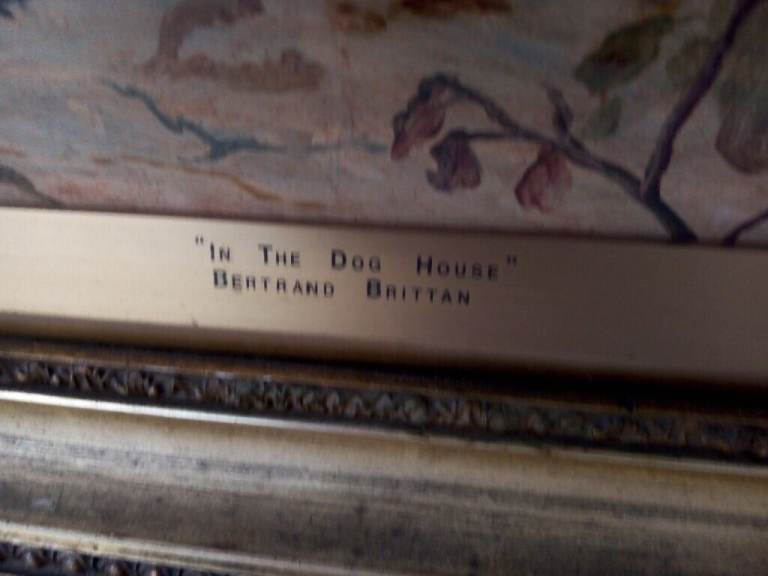 "In The Dog House"
Bertrand Brittan